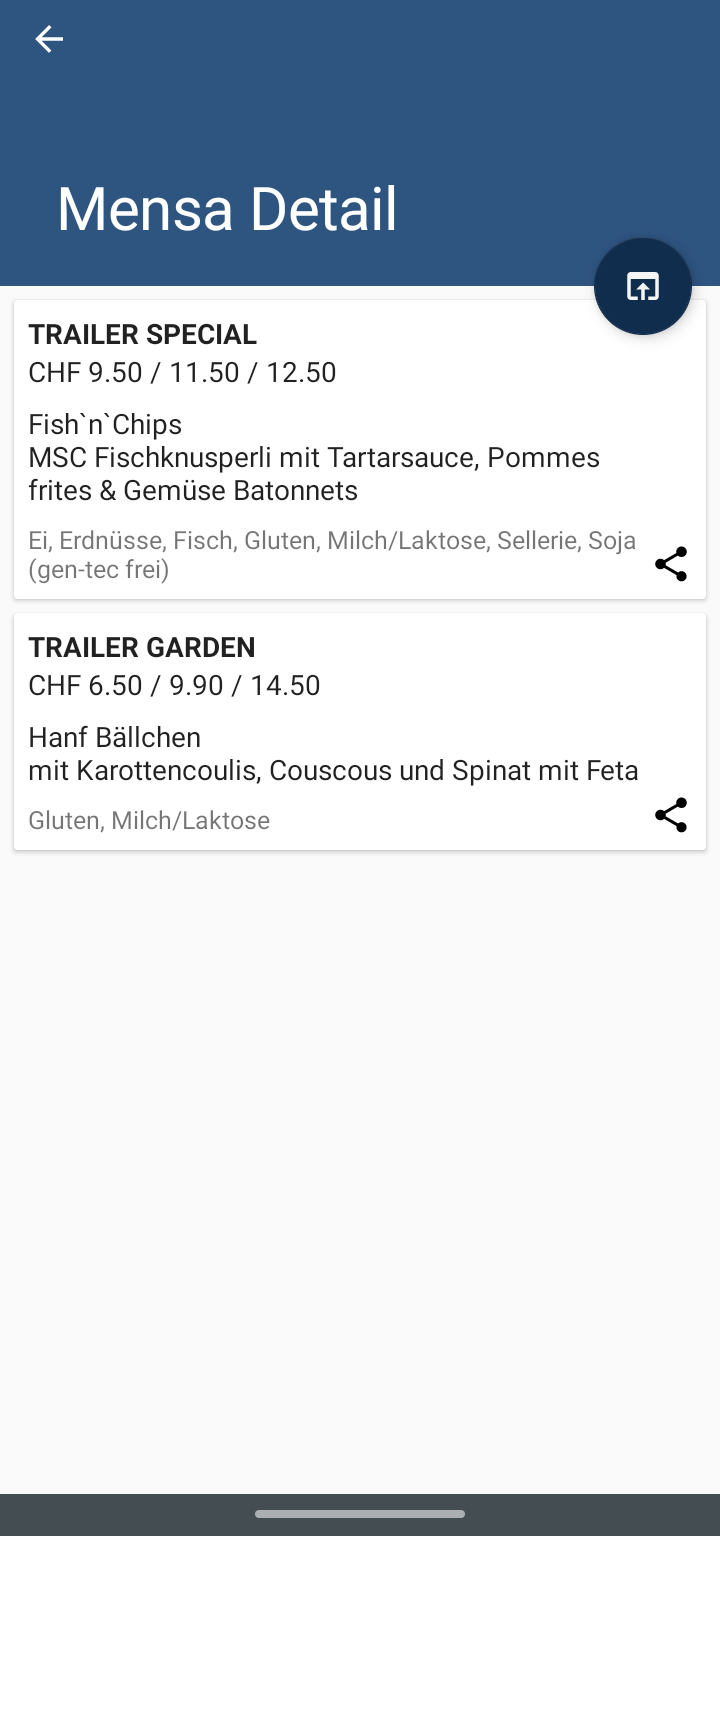 Mensa Detail
TRAILER SPECIAL
CHF 9.50 / 11.50 / 12.50
Fish`n`Chips
MSC Fischknusperli mit Tartarsauce, Pommes
frites & Gemüse Batonnets
Ei, Erdnüsse, Fisch, Gluten, Milch/Laktose, Sellerie, Soja
(gen-tec frei)
TRAILER GARDEN
CHF 6.50 / 9.90 / 14.50
Hanf Bällchen
mit Karottencoulis, Couscous und Spinat mit Feta
Gluten, Milch/Laktose